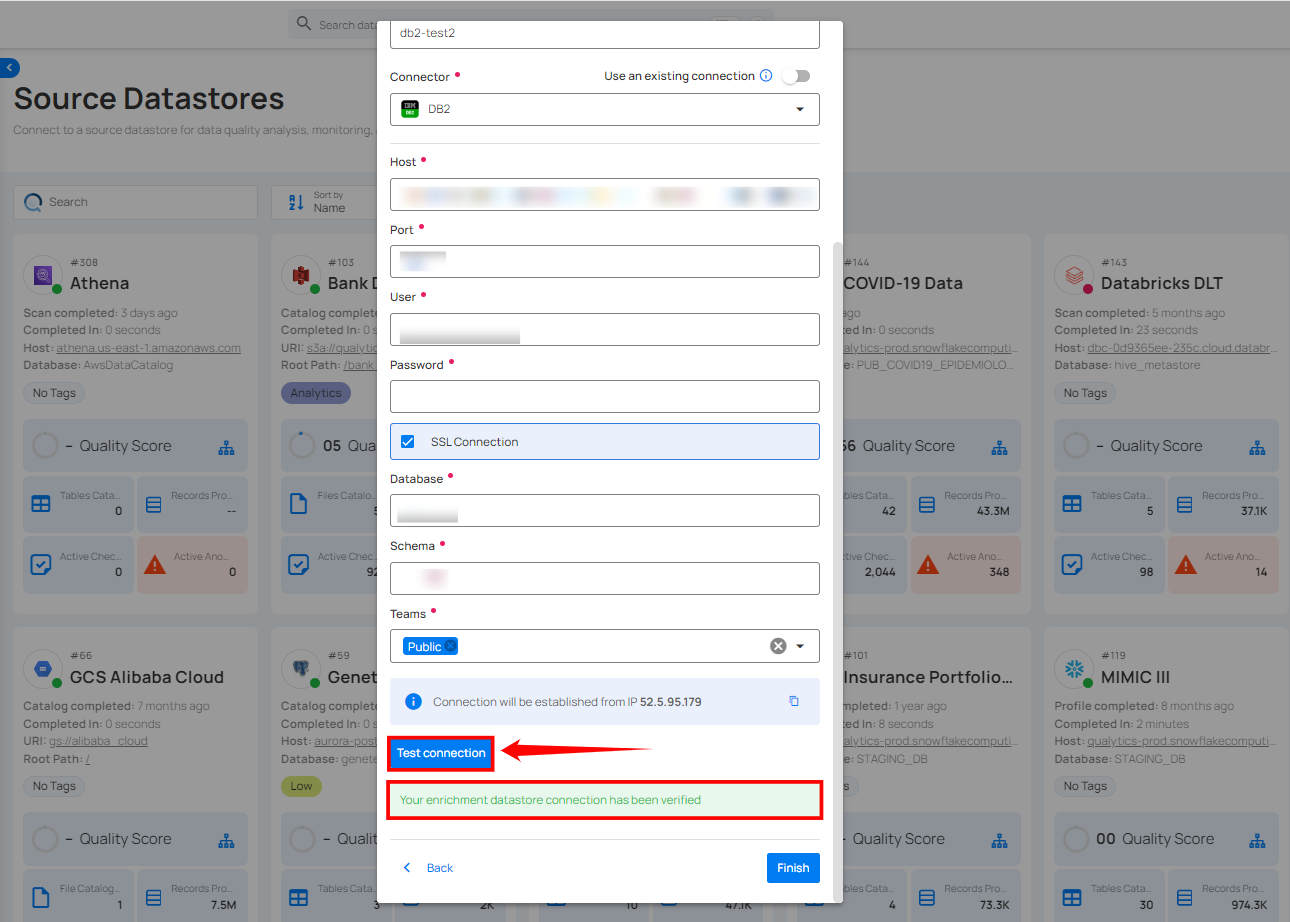 Search data
db2-test2
Connector •
Use an existing connection
IBM
DB2
DB2
Source Datastores
Connect to a source datastore for data quality analysis, monitoring,
Host •
Search
Sort by
Name
Port •
User •
Password •
SSL Connection
Database •
Schema •
Teams •
Public
Connection will be established from IP 52.5.95.179
Test connection
Your enrichment datastore connection has been verified
Back
Finish
#308
Athena
Scan completed: 3 days ago
Completed In: 0 seconds
Host: athena.us-east-1.amazonaws.com
Database: AwsDataCatalog
No Tags
– Quality Score
Tables Cata...
0
Records Pro...
--
Active Chec...
0
Active Ano...
0
#103
Bank D
Catalog complete
Completed In: 0 s
URI: s3a://qualytic
Root Path: /bank_
Analytics
05 Qua
Files Catalo
5
Active Chec
92
#144
COVID-19 Data
ago
0 seconds
alytics-prod.snowflakecomputi...
e: PUB_COVID19_EPIDEMIOLO...
56 Quality Score
les Cata...
42
Records Pro...
43.3M
tive Chec...
2,044
Active Ano...
348
#143
Databricks DLT
Scan completed: 5 months ago
Completed In: 23 seconds
Host: dbc-0d9365ee-235c.cloud.databr...
Database: hive_metastore
No Tags
– Quality Score
Tables Cata...
5
Records Pro...
37.1K
Active Chec...
98
Active Ano...
14
#66
GCS Alibaba Cloud
Catalog completed: 7 months ago
Completed In: 0 seconds
URI: gs://alibaba_cloud
Root Path: /
No Tags
– Quality Score
File Catalog...
1
Records Pro...
7.5M
#59
Genet
Catalog complete
Completed In: 0 s
Host: aurora-post
Database: genete
Low
– Quali
Tables Cata
3
2K
10
47.1K
#101
Insurance Portfolio...
mpleted: 1 year ago
8 seconds
alytics-prod.snowflakecomputi...
e: STAGING_DB
s
- Quality Score
les Cata...
4
Records Pro...
73.3K
#119
MIMIC III
Profile completed: 8 months ago
Completed In: 2 minutes
Host: qualytics-prod.snowflakecomputi...
Database: STAGING_DB
No Tags
00 Quality Score
Tables Cata...
30
Records Pro...
974.3K